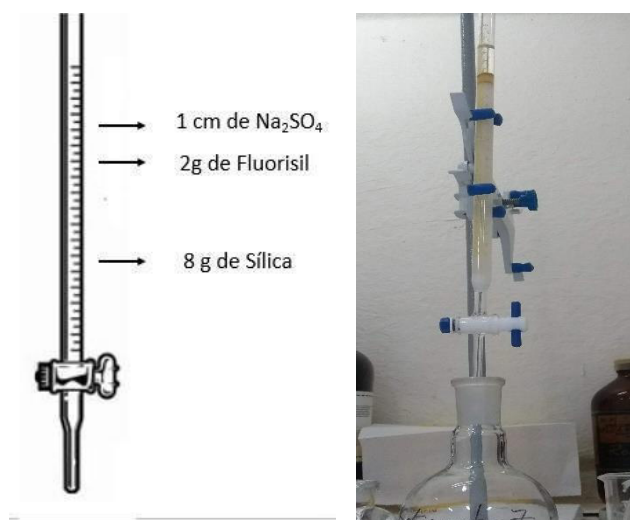 1 cm de Na₂SO₄
2g de Fluorisil
8 g de Sílica